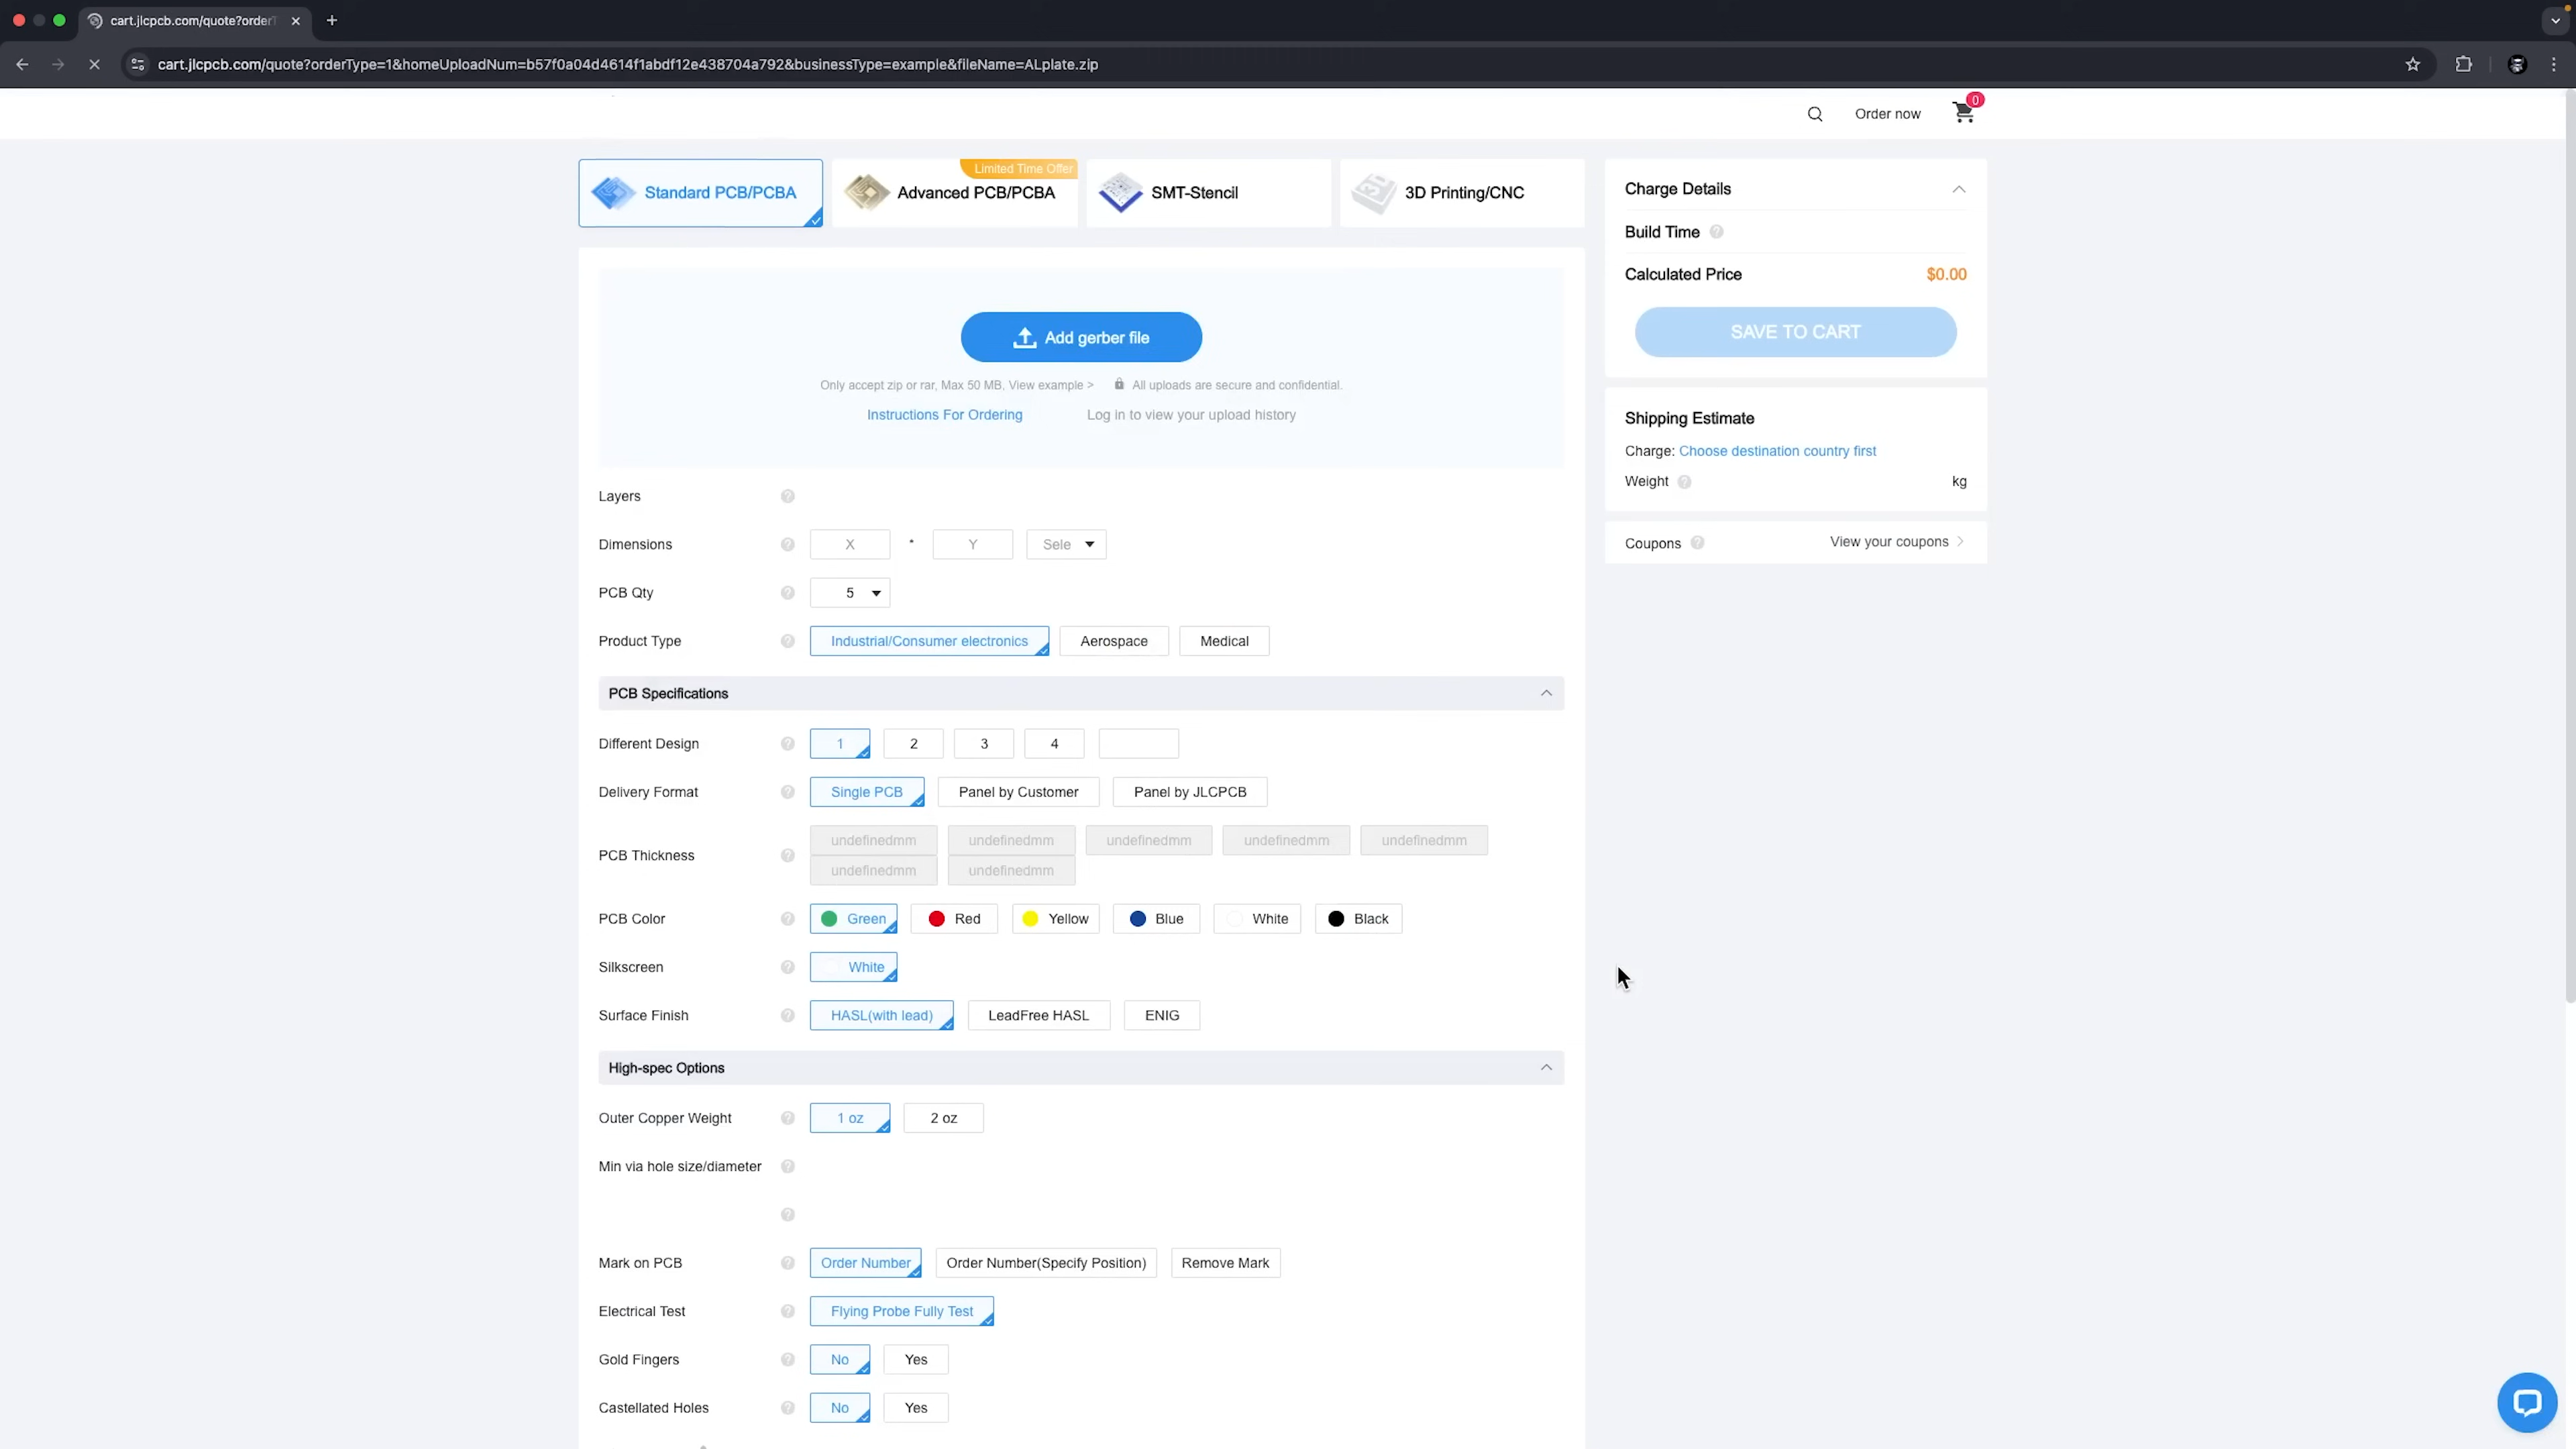 cart.jlcpcb.com/quote?order
cart.jlcpcb.com/quote?orderType=1&homeUploadNum=b57f0a04d4614f1abdf12e438704a792&businessType=example&fileName=ALplate.zip
Order now
0
Standard PCB/PCBA
Limited Time Offer
Advanced PCB/PCBA
SMT-Stencil
3D Printing/CNC
Add gerber file
Only accept zip or rar, Max 50 MB, View example >
All uploads are secure and confidential.
Instructions For Ordering
Log in to view your upload history
Layers
Dimensions X * Y Sele
PCB Qty 5
Product Type Industrial/Consumer electronics Aerospace Medical
PCB Specifications
Different Design 1 2 3 4
Delivery Format Single PCB Panel by Customer Panel by JLCPCB
PCB Thickness undefinedmm undefinedmm undefinedmm undefinedmm undefinedmm
undefinedmm undefinedmm
PCB Color Green Red Yellow Blue White Black
Silkscreen White
Surface Finish HASL(with lead) LeadFree HASL ENIG
High-spec Options
Outer Copper Weight 1 oz 2 oz
Min via hole size/diameter
Mark on PCB Order Number Order Number(Specify Position) Remove Mark
Electrical Test Flying Probe Fully Test
Gold Fingers No Yes
Castellated Holes No Yes
Charge Details
Build Time
Calculated Price $0.00
SAVE TO CART
Shipping Estimate
Charge: Choose destination country first
Weight kg
Coupons View your coupons